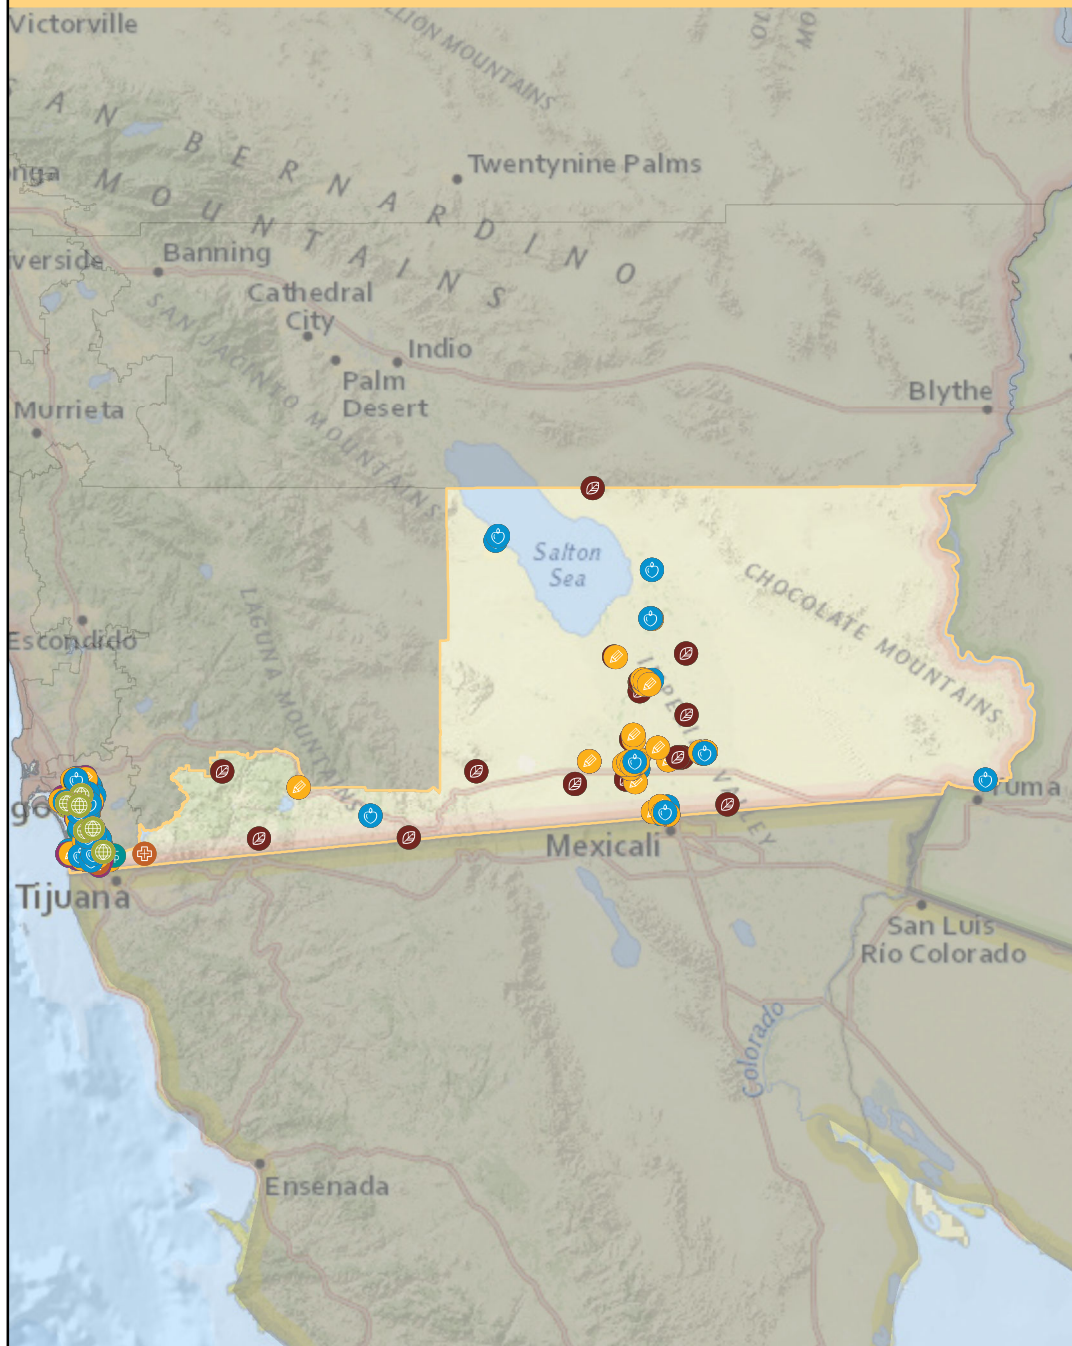 Victorville
Twentynine Palms
SAN BERNARDINO
MOUNTAINS
Banning
Cathedral
City
Indio
Palm
Desert
SAN JACINTO MOUNTAINS
Blythe
Murrieta
Salton
Sea
CHOCOLATE MOUNTAINS
Escondido
LAGUNA MOUNTAINS
VALLEY
Mexicali
Tijuana
San Luis
Río Colorado
Colorado
Ensenada